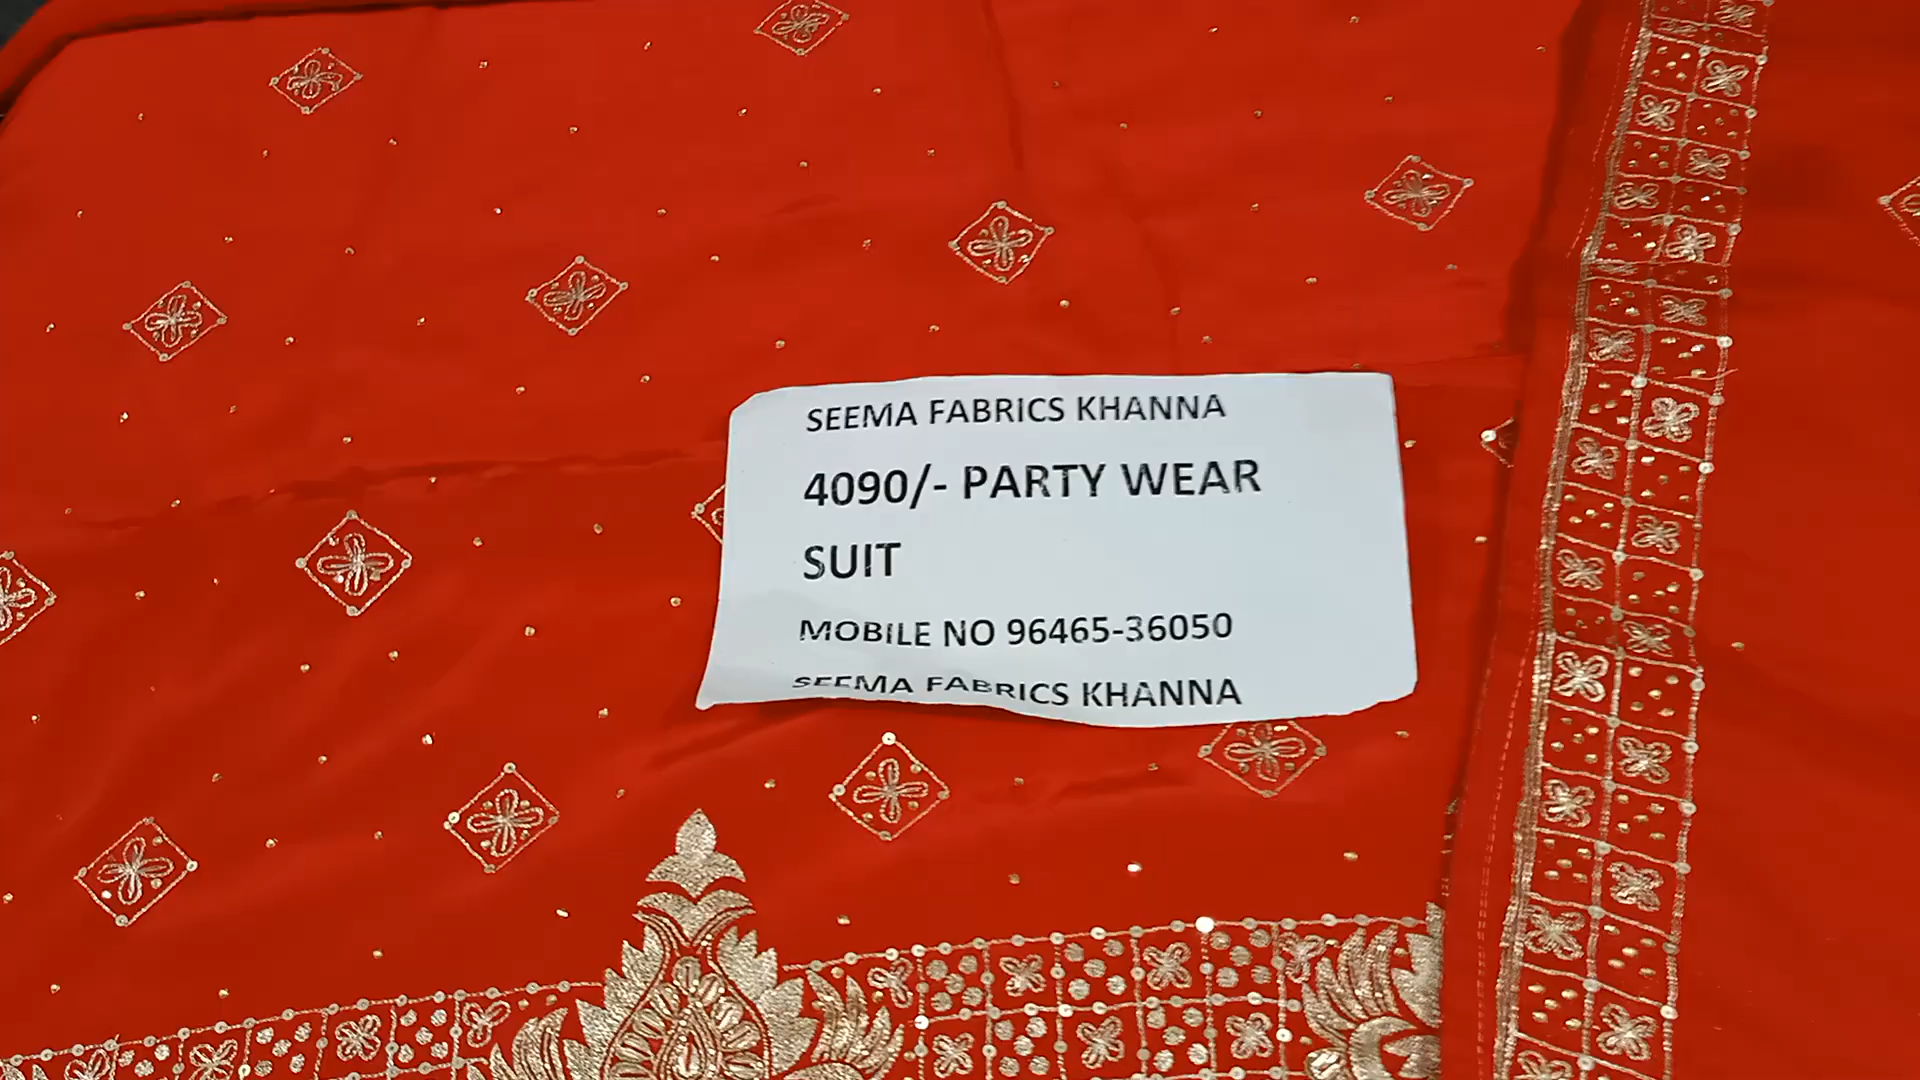 SEEMA FABRICS KHANNA
4090/- PARTY WEAR
SUIT
MOBILE NO 96465-36050
SEEMA FABRICS KHANNA